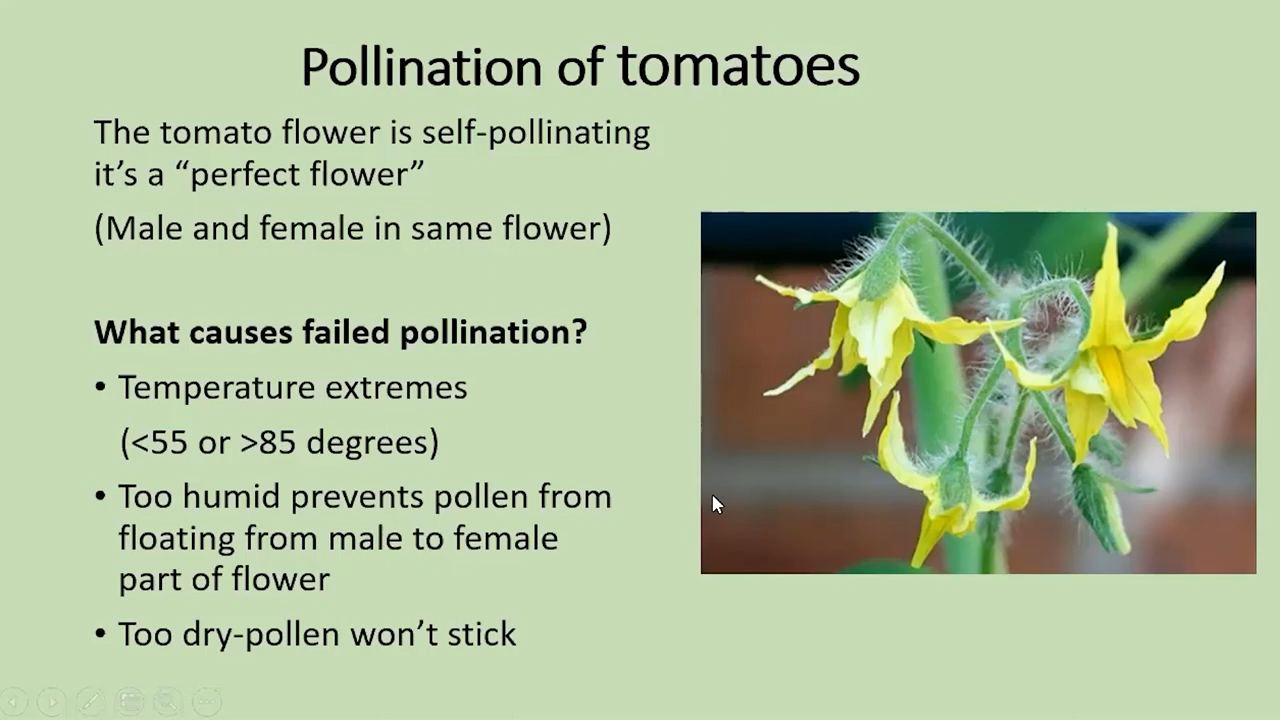 Pollination of tomatoes
The tomato flower is self-pollinating
it’s a “perfect flower”
(Male and female in same flower)
What causes failed pollination?
• Temperature extremes
(<55 or >85 degrees)
• Too humid prevents pollen from
floating from male to female
part of flower
• Too dry-pollen won’t stick